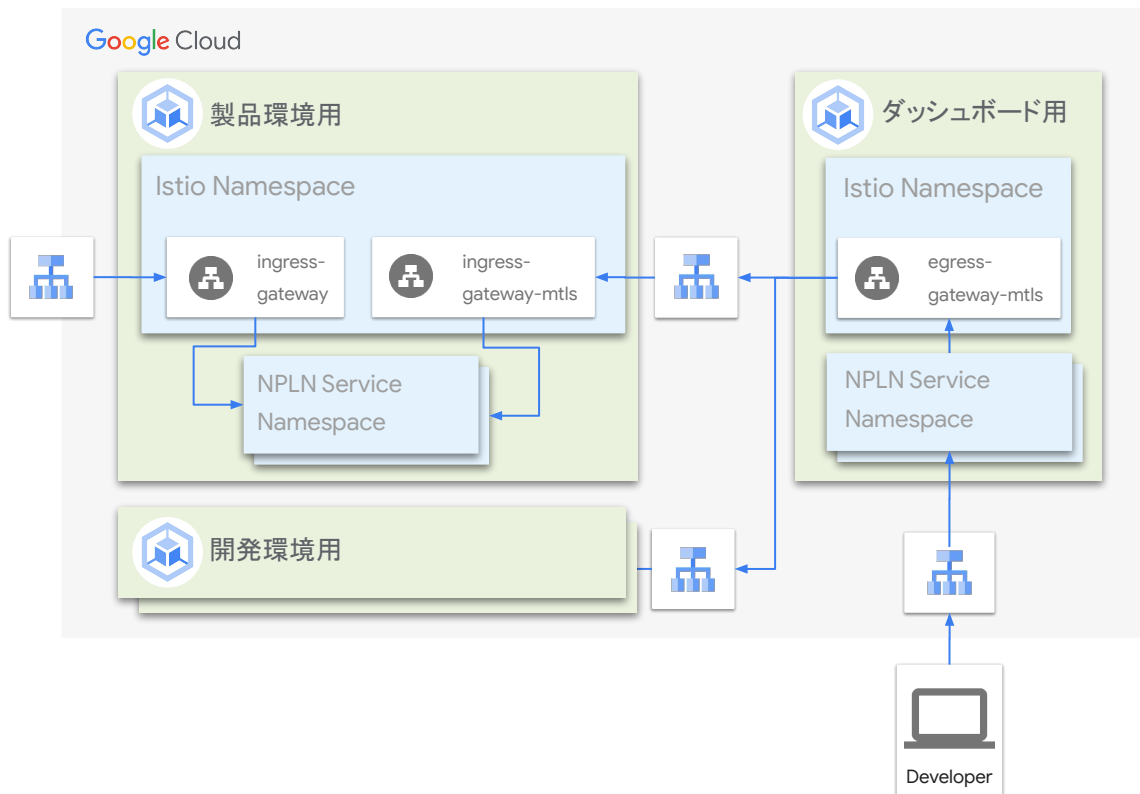 Google Cloud
製品環境用
Istio Namespace
ingress-
gateway
ingress-
gateway-mtls
NPLN Service
Namespace
ダッシュボード用
Istio Namespace
egress-
gateway-mtls
NPLN Service
Namespace
開発環境用
Developer